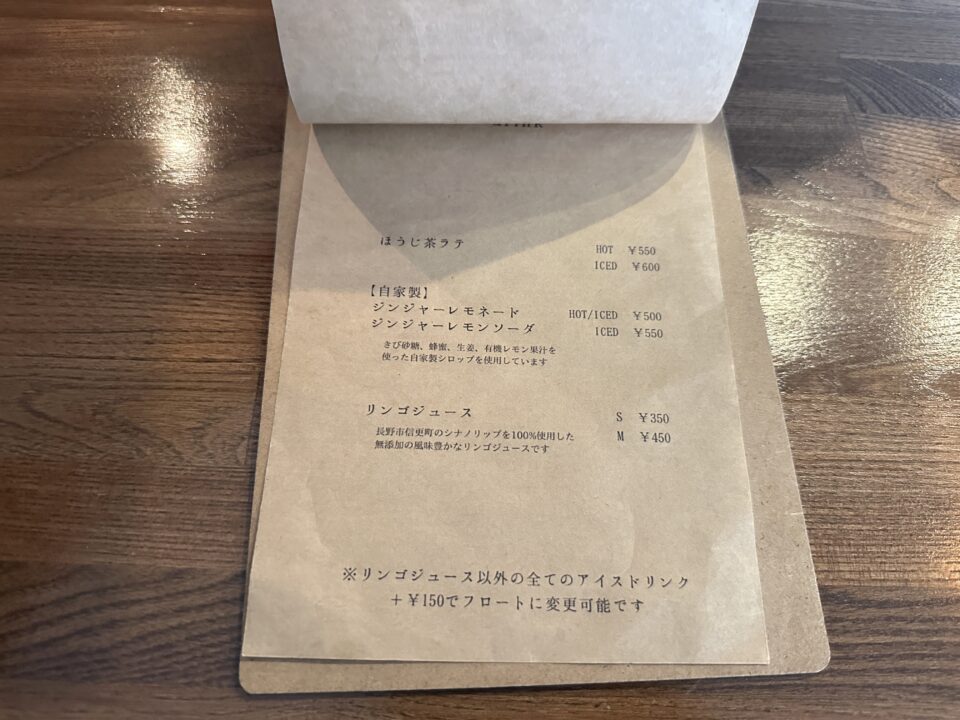 ほうじ茶ラテ HOT ¥550
ICED ¥600
【自家製】
ジンジャーレモネード HOT/ICED ¥500
ジンジャーレモンソーダ ICED ¥550
きび砂糖、蜂蜜、生姜、有機レモン果汁を
使った自家製シロップを使用しています
リンゴジュース S ¥350
長野市信更町のシナノリップを100%使用した M ¥450
無添加の風味豊かなリンゴジュースです
※リンゴジュース以外の全てのアイスドリンク
+¥150でフロートに変更可能です